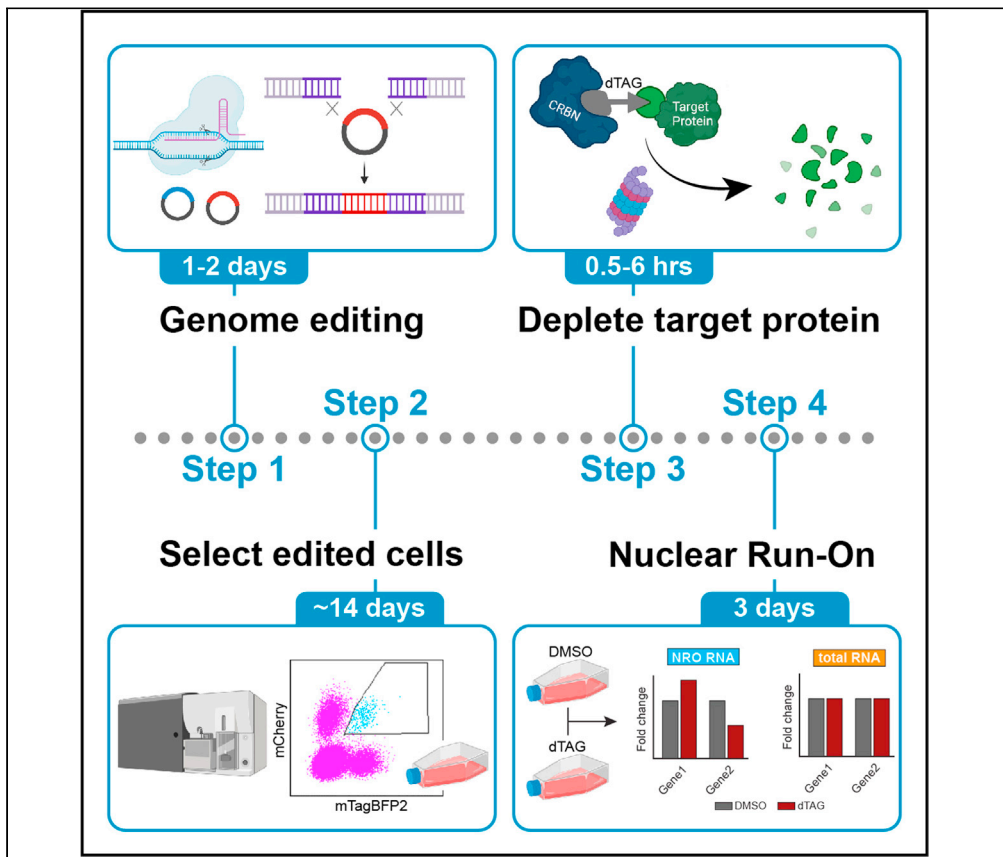 CRBN
dTAG
Target
Protein
1-2 days
0.5-6 hrs
Genome editing
Deplete target protein
Step 2
Step 4
Step 1
Step 3
Select edited cells
Nuclear Run-On
~14 days
3 days
mCherry
mTagBFP2
DMSO
dTAG
NRO RNA
total RNA
Fold change
Gene1
Gene2
Fold change
Gene1
Gene2
DMSO
dTAG